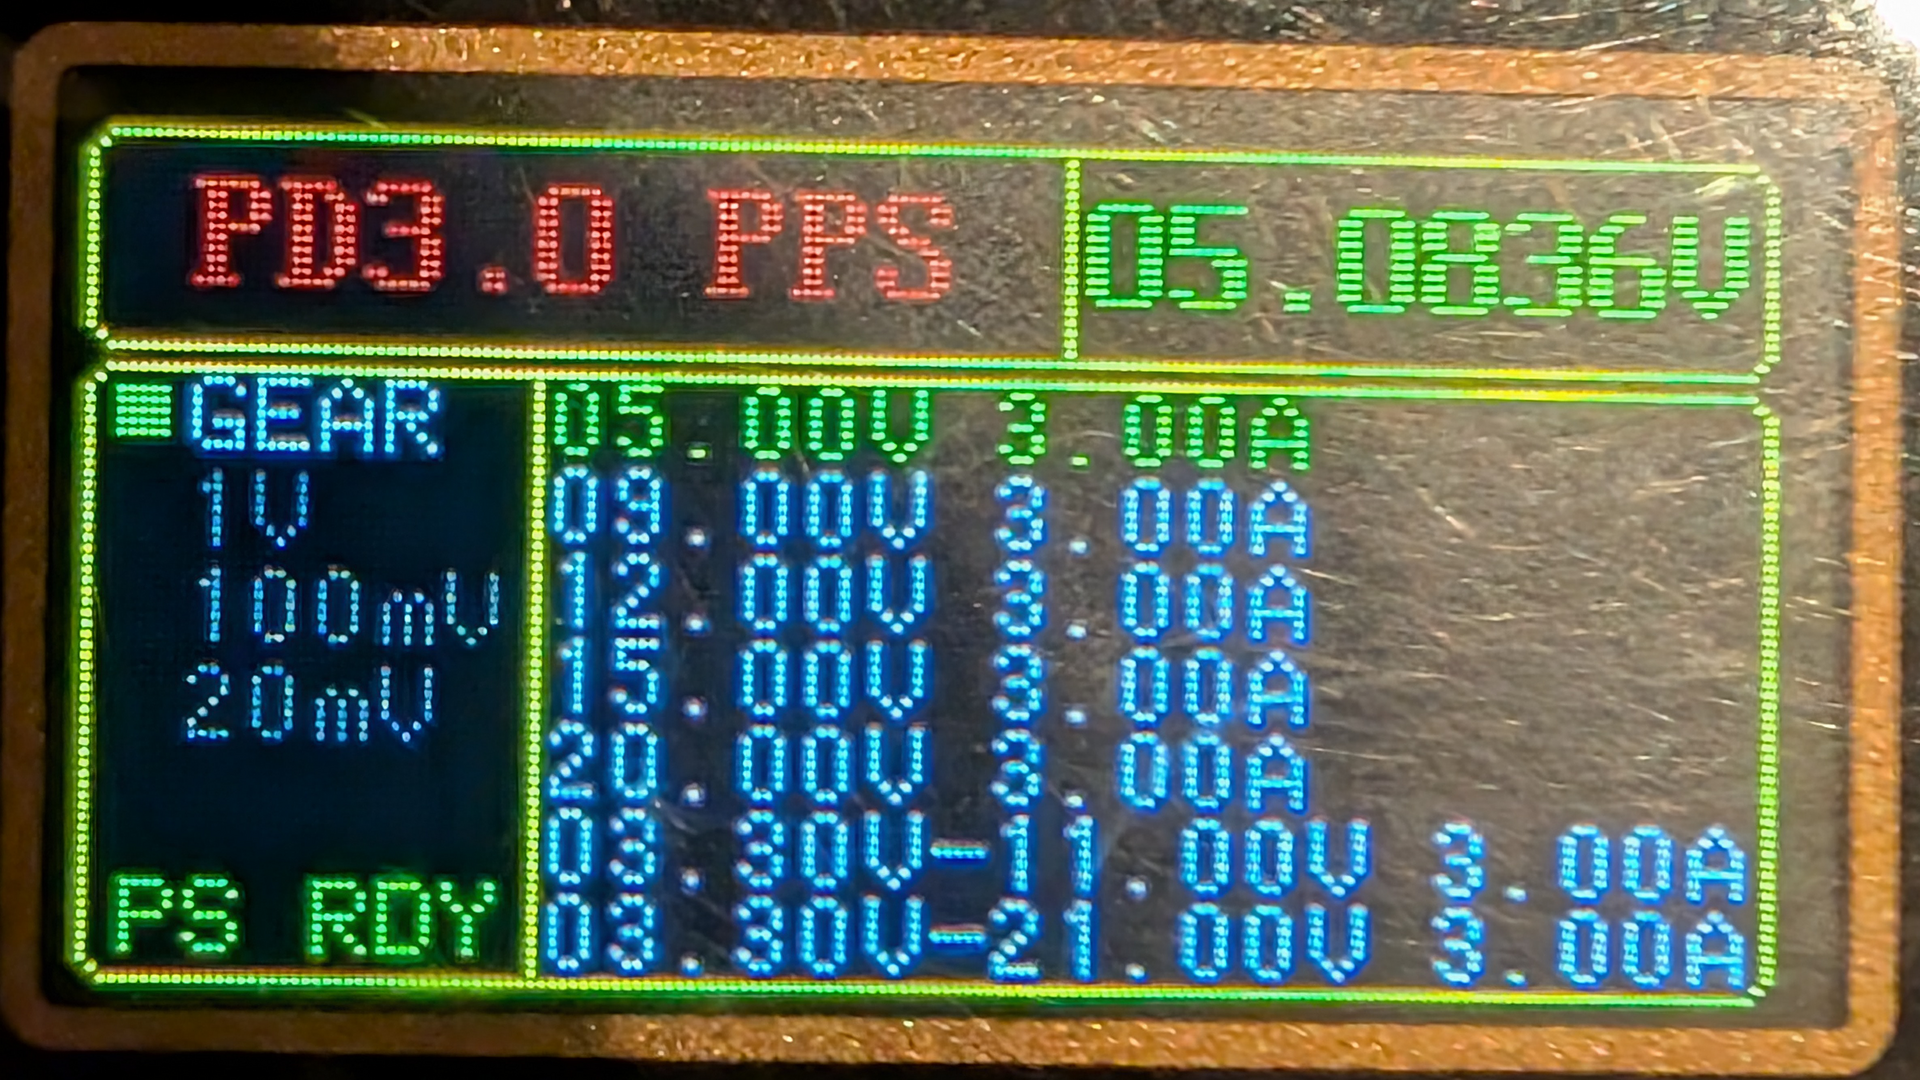 PD3.0 PPS
05.0836V
GEAR
1V
100mV
20mV
PS RDY
05.00V 3.00A
09.00V 3.00A
12.00V 3.00A
15.00V 3.00A
20.00V 3.00A
03.30V-11.00V 3.00A
03.30V-21.00V 3.00A